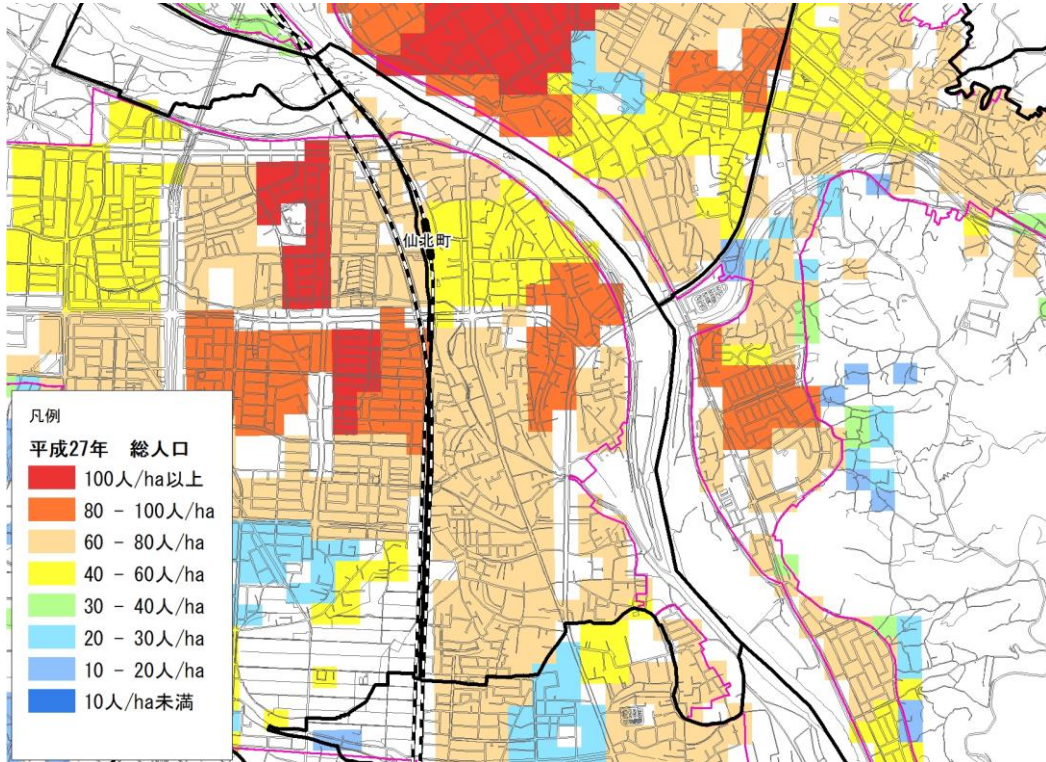 仙北町
凡例
平成27年 総人口
100人/ha以上
80 - 100人/ha
60 - 80人/ha
40 - 60人/ha
30 - 40人/ha
20 - 30人/ha
10 - 20人/ha
10人/ha未満